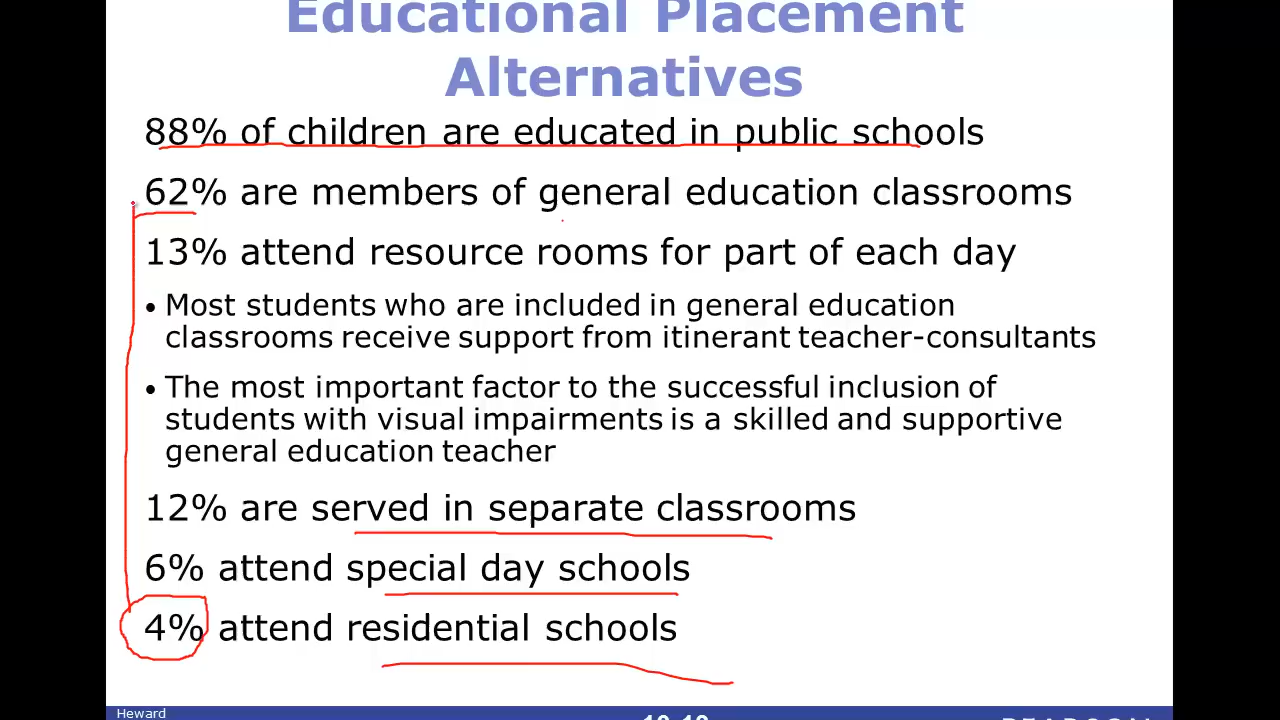 Educational Placement
Alternatives
88% of children are educated in public schools
62% are members of general education classrooms
13% attend resource rooms for part of each day
• Most students who are included in general education
classrooms receive support from itinerant teacher-consultants
• The most important factor to the successful inclusion of
students with visual impairments is a skilled and supportive
general education teacher
12% are served in separate classrooms
6% attend special day schools
4% attend residential schools
Heward